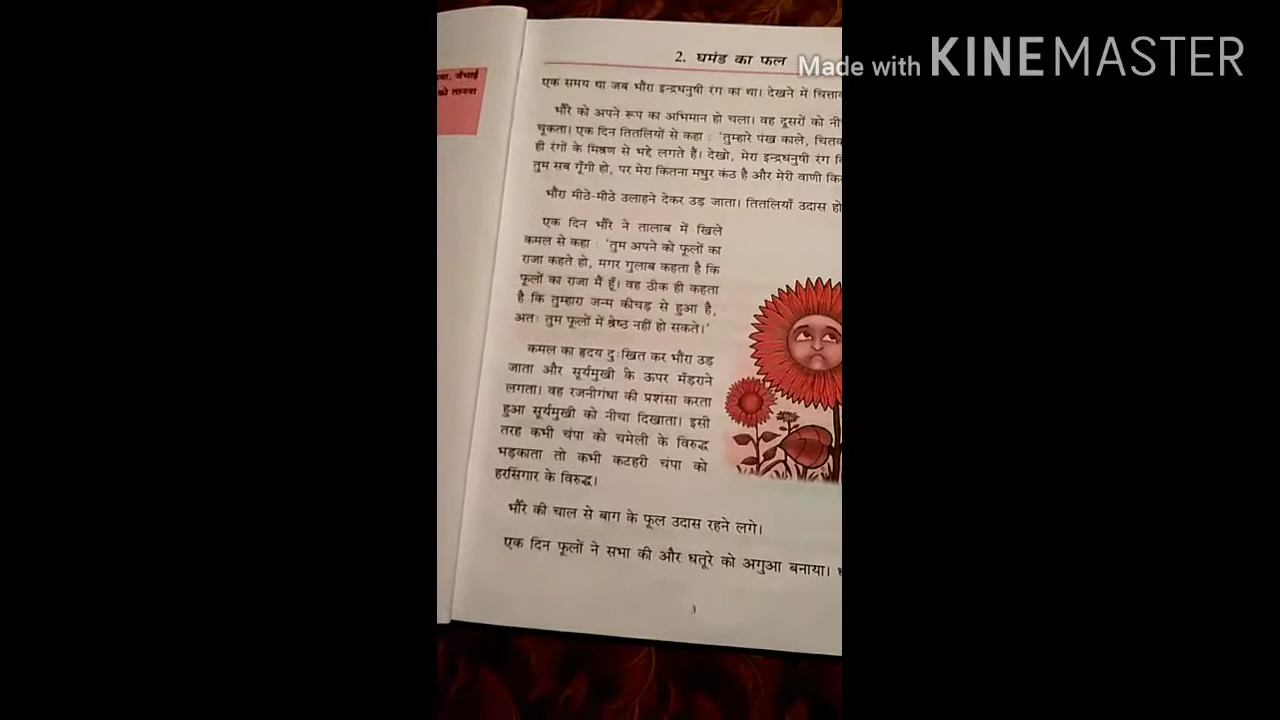 Made with KINEMASTER
को तानना
2. घमंड का फल
एक समय था जब भौंरा इन्द्रधनुषी रंग का था। देखने में
भौंरे को अपने रूप का अभिमान हो चला। वह दूसरों को
चूकता। एक दिन तितलियों से कहा : 'तुम्हारे पंख काले,
ही रंगों के मिश्रण से भद्दे लगते हैं। देखो, मेरा इन्द्रधनुषी रंग
तुम सब गूँगी हो, पर मेरा कितना मधुर कंठ है और मेरी वाणी
भौंरा मीठे-मीठे उलाहने देकर उड़ जाता। तितलियाँ उदास हो
एक दिन भौंरे ने तालाब में खिले
कमल से कहा : 'तुम अपने को फूलों का
राजा कहते हो, मगर गुलाब कहता है कि
फूलों का राजा मैं हूँ। वह ठीक ही कहता
है कि तुम्हारा जन्म कीचड़ से हुआ है,
अतः तुम फूलों में श्रेष्ठ नहीं हो सकते।'
कमल का हृदय दुःखित कर भौंरा उड़
जाता और सूर्यमुखी के ऊपर मँड़राने
लगता। वह रजनीगंधा की प्रशंसा करता
हुआ सूर्यमुखी को नीचा दिखाता। इसी
तरह कभी चंपा को चमेली के विरुद्ध
भड़काता तो कभी कटहरी चंपा को
हरसिंगार के विरुद्ध।
भौंरे की चाल से बाग के फूल उदास रहने लगे।
एक दिन फूलों ने सभा की और धतूरे को अगुआ बनाया।
3